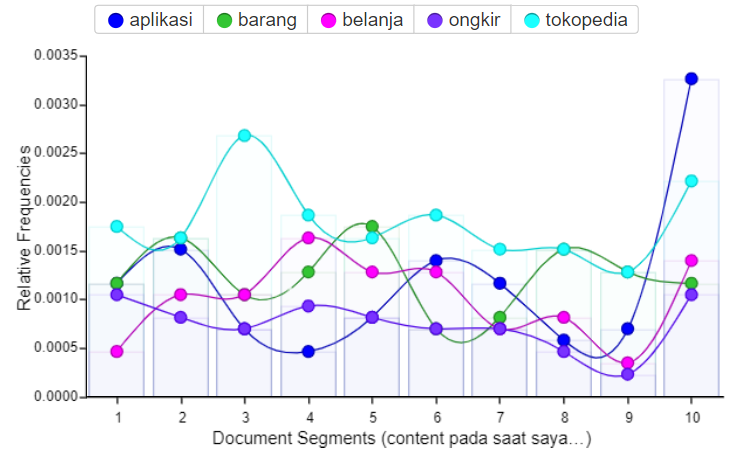 aplikasi barang belanja ongkir tokopedia
Relative Frequencies
0.0035
0.0030
0.0025
0.0020
0.0015
0.0010
0.0005
0.0000
1 2 3 4 5 6 7 8 9 10
Document Segments (content pada saat saya…)